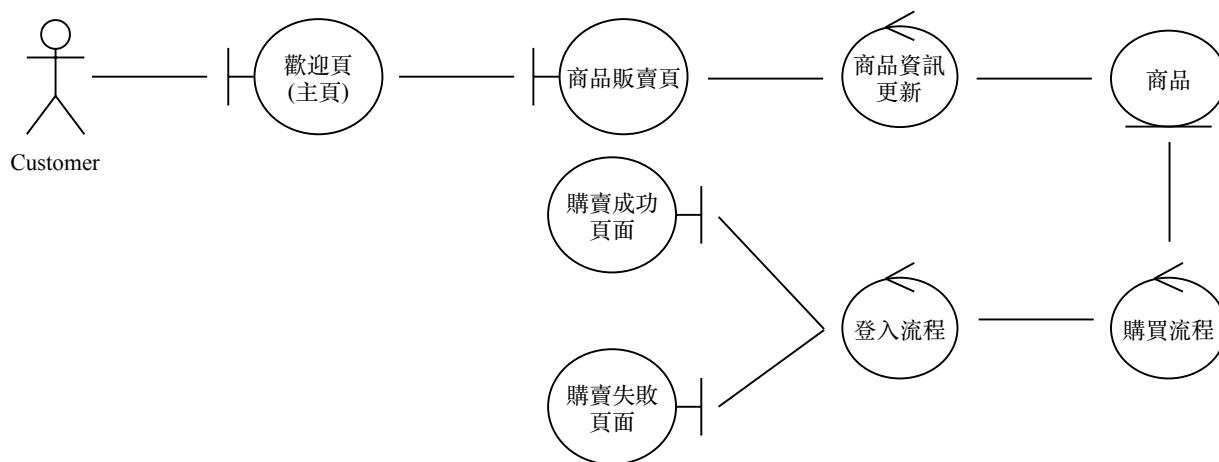 歡迎頁
(主頁)
商品販賣頁
商品資訊
更新
商品
Customer
購賣成功
頁面
登入流程
購買流程
購賣失敗
頁面